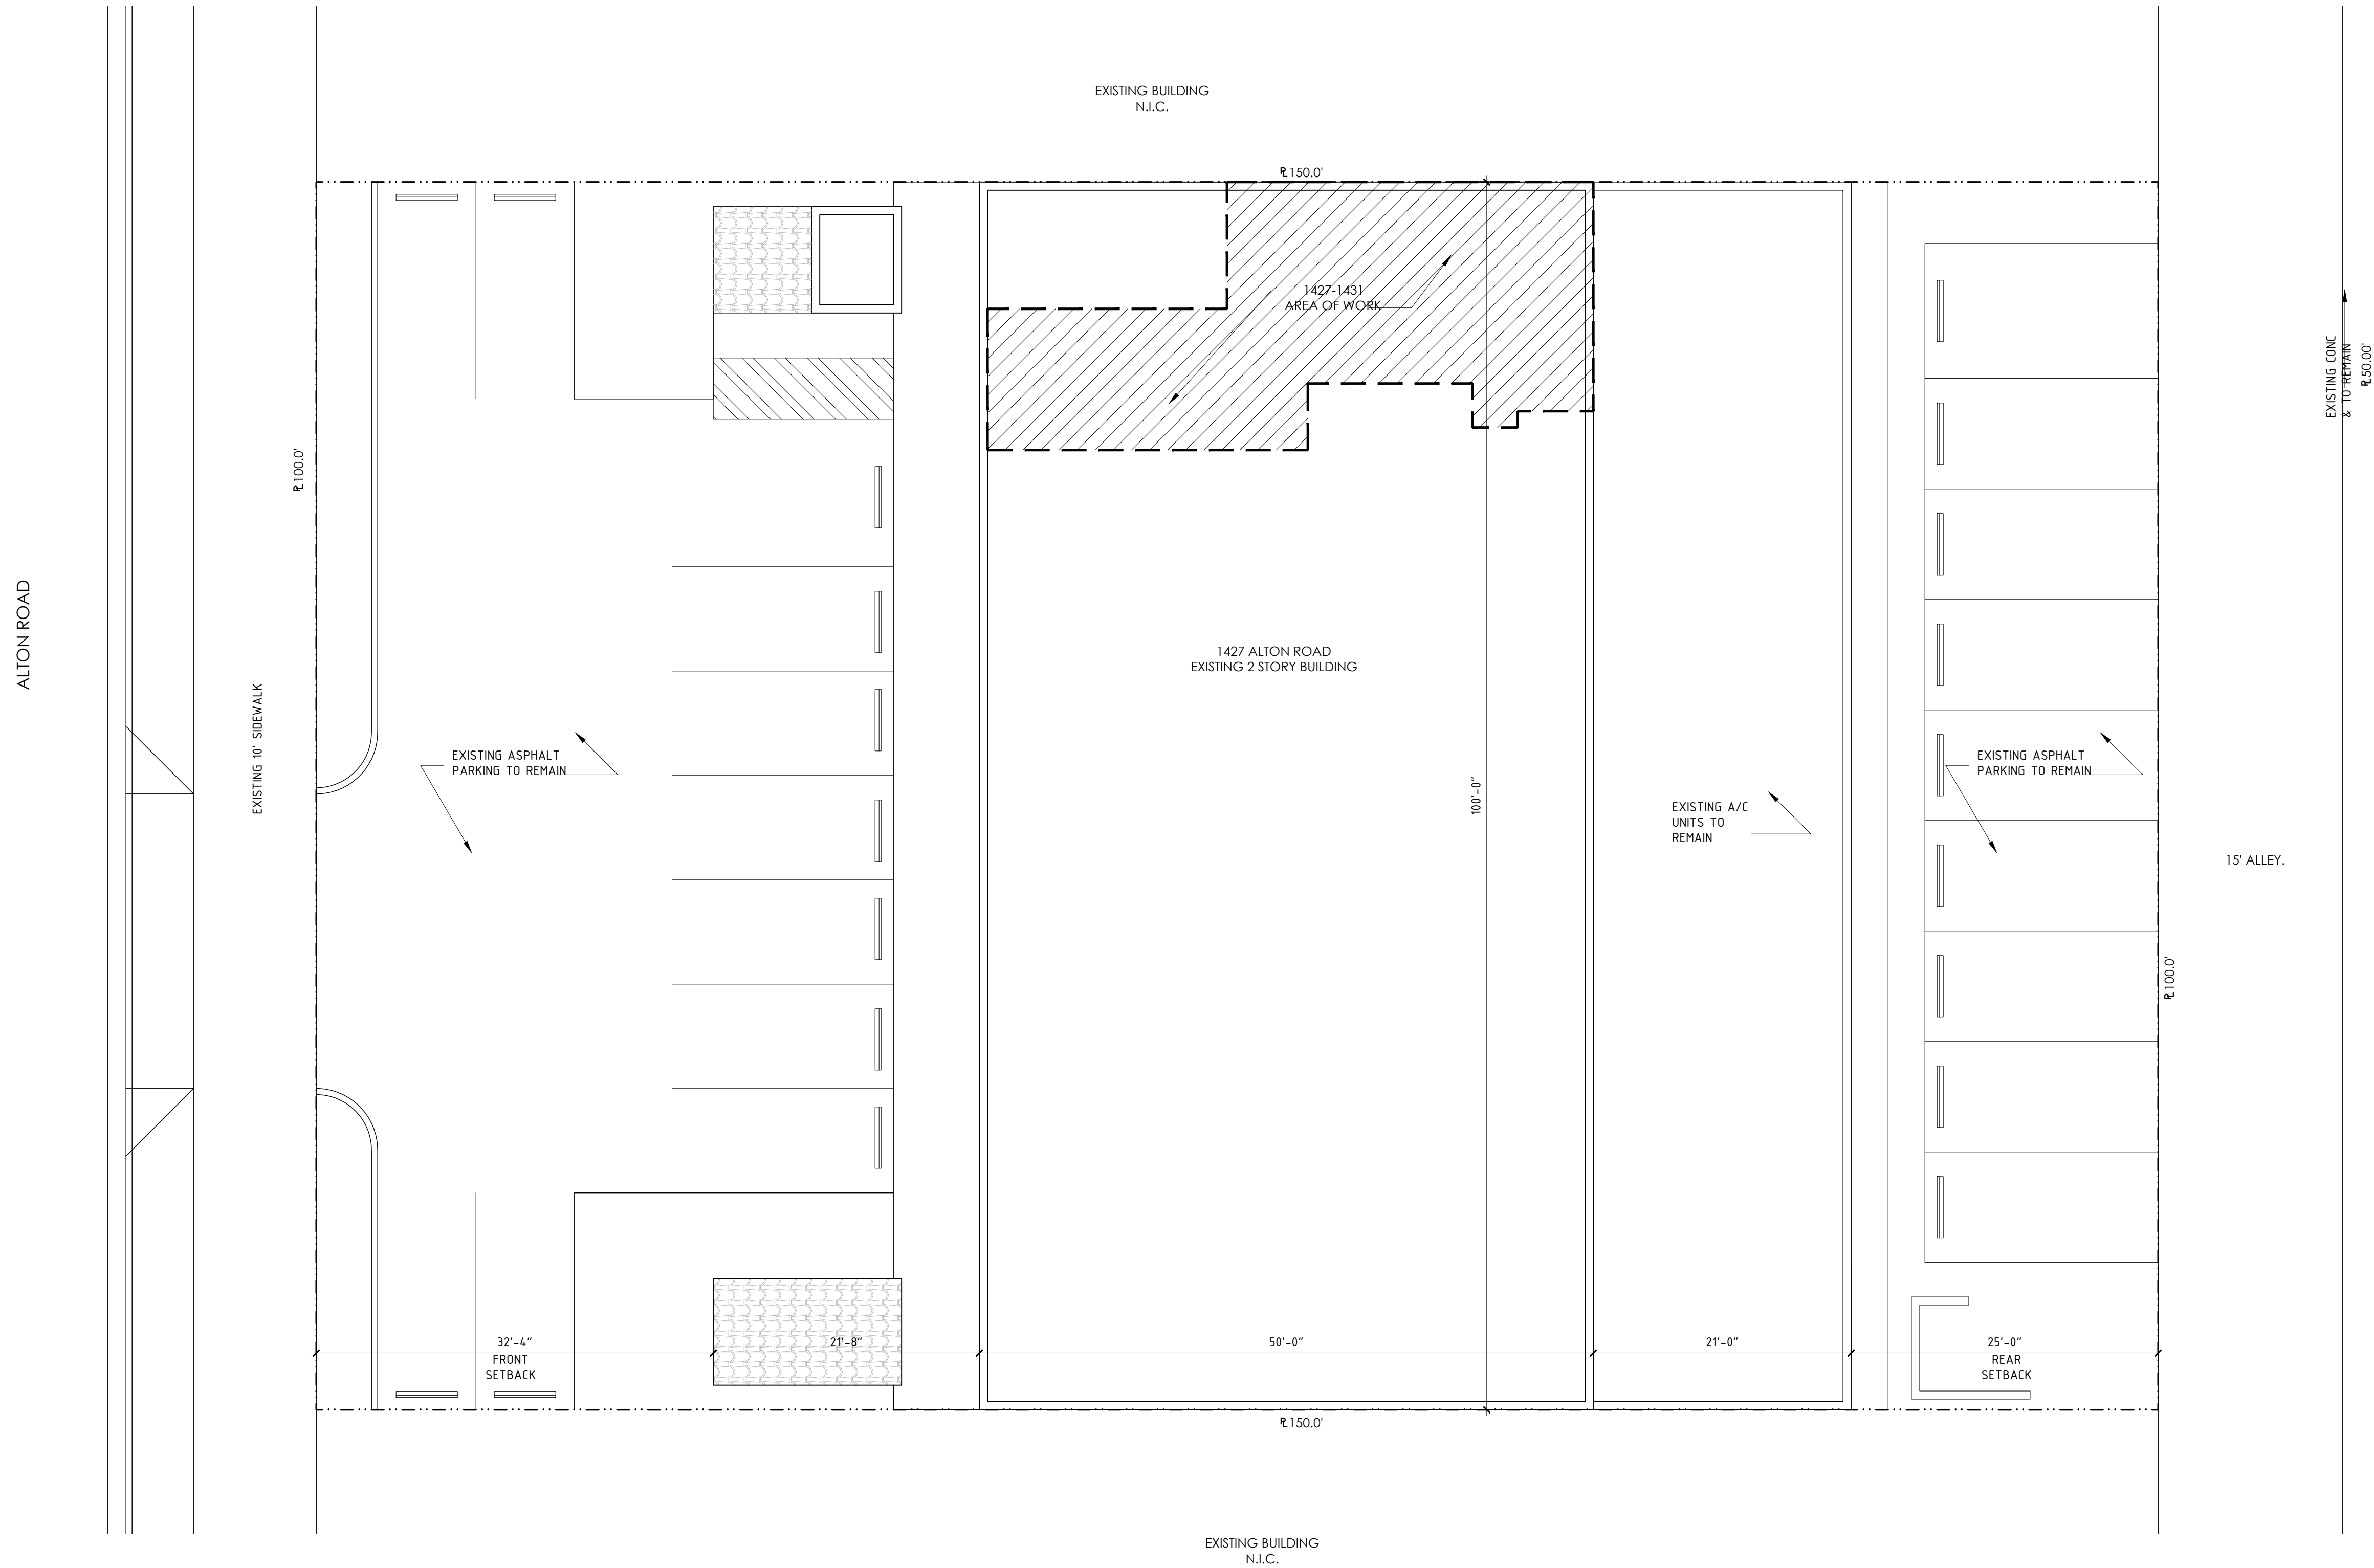 EXISTING BUILDING
N.I.C.
℄150.0'
1427-1431
AREA OF WORK
EXISTING CONC
& TO REMAIN
℄50.00'
℄100.0'
ALTON ROAD
EXISTING 10' SIDEWALK
1427 ALTON ROAD
EXISTING 2 STORY BUILDING
EXISTING ASPHALT
PARKING TO REMAIN
100'-0"
EXISTING A/C
UNITS TO
REMAIN
EXISTING ASPHALT
PARKING TO REMAIN
15' ALLEY.
℄100.0'
32'-4"
FRONT
SETBACK
21'-8"
50'-0"
21'-0"
25'-0"
REAR
SETBACK
℄150.0'
EXISTING BUILDING
N.I.C.